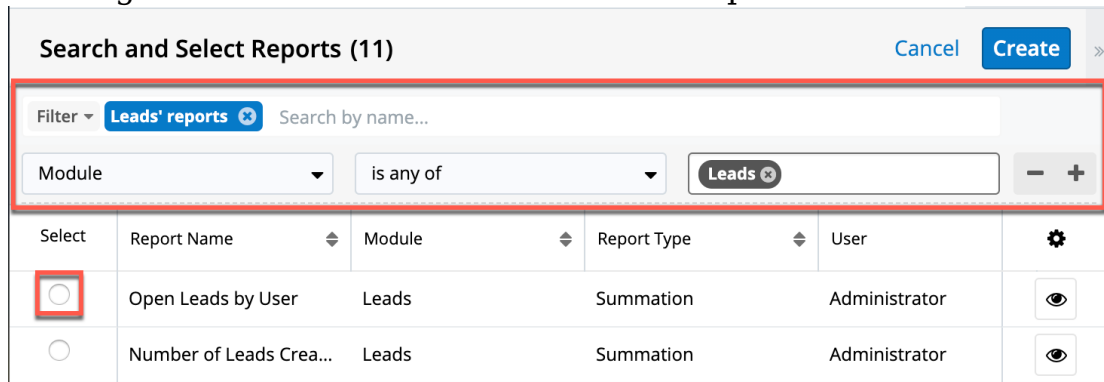 Search and Select Reports (11) Cancel Create »
Filter Leads' reports Search by name...
Module is any of Leads − +
Select Report Name Module Report Type User
Open Leads by User Leads Summation Administrator
Number of Leads Crea... Leads Summation Administrator